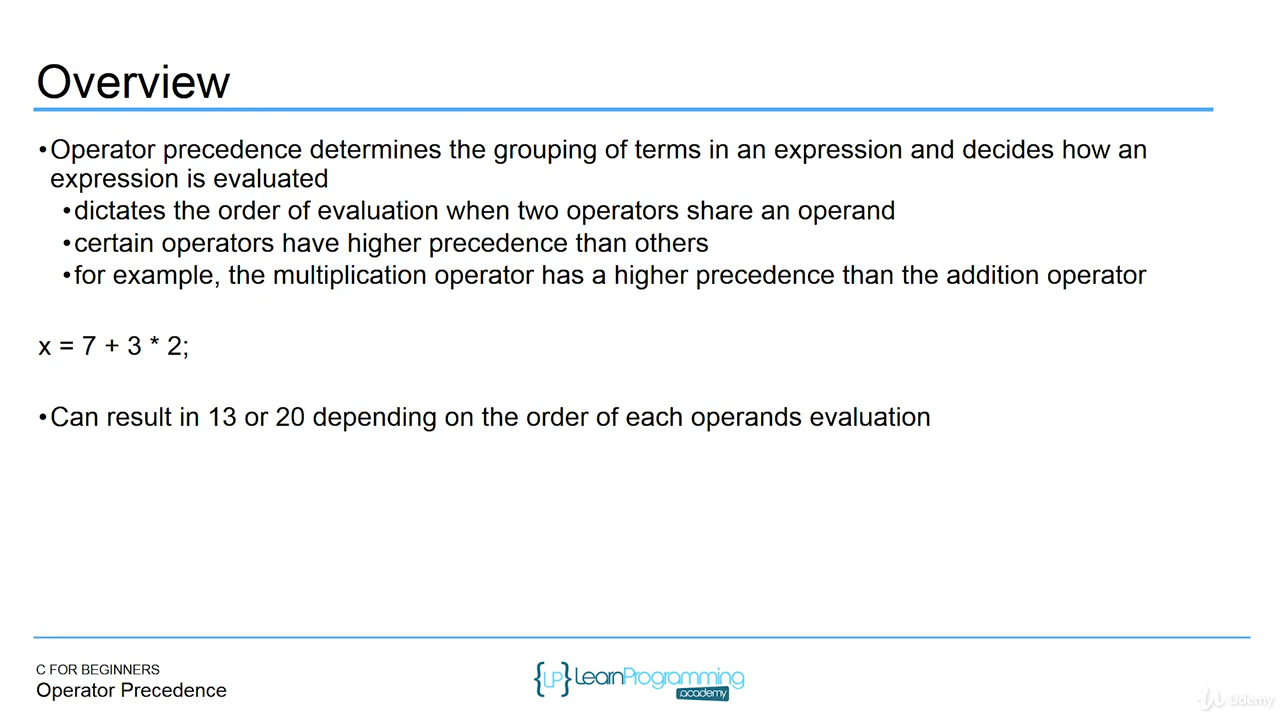 Overview
•Operator precedence determines the grouping of terms in an expression and decides how an
expression is evaluated
•dictates the order of evaluation when two operators share an operand
•certain operators have higher precedence than others
•for example, the multiplication operator has a higher precedence than the addition operator
x = 7 + 3 * 2;
•Can result in 13 or 20 depending on the order of each operands evaluation
C FOR BEGINNERS
Operator Precedence
{LP} LearnProgramming
.academy
Udemy